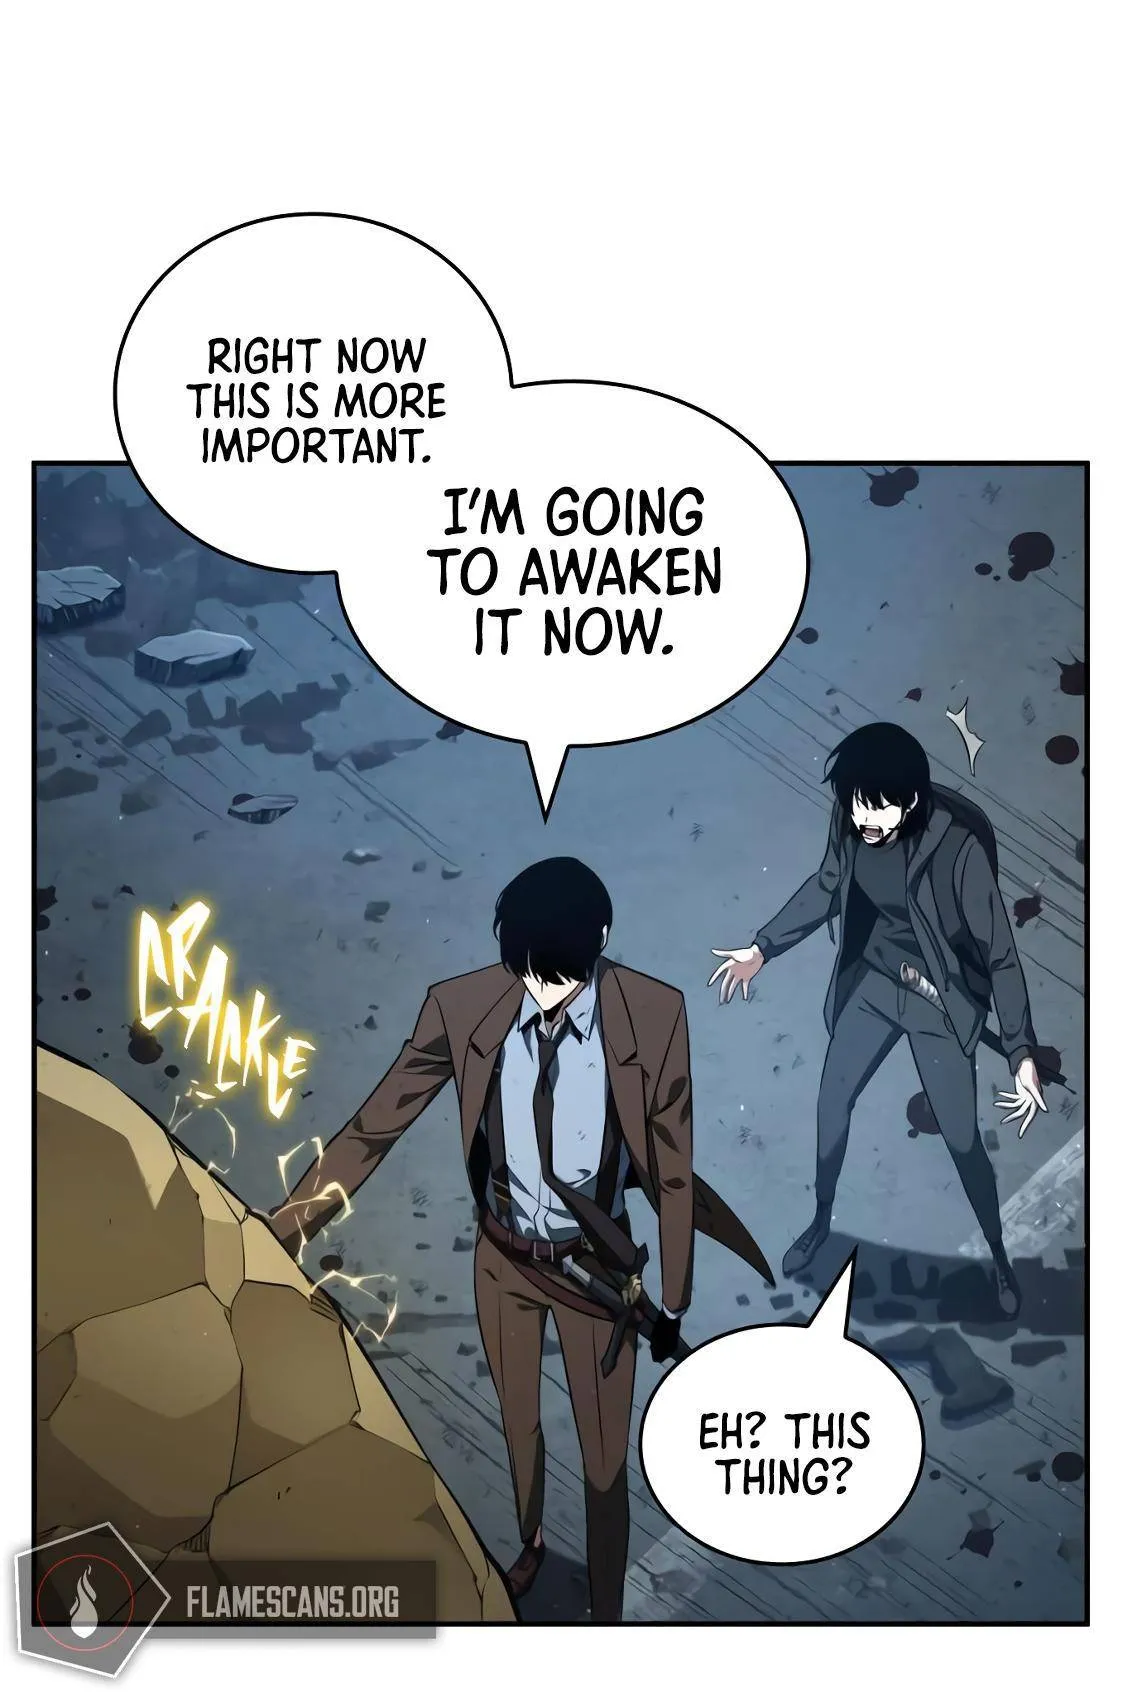 RIGHT NOW
THIS IS MORE
IMPORTANT.
I'M GOING
TO AWAKEN
IT NOW.
CRACKLE
EH? THIS
THING?
FLAMESCANS.ORG